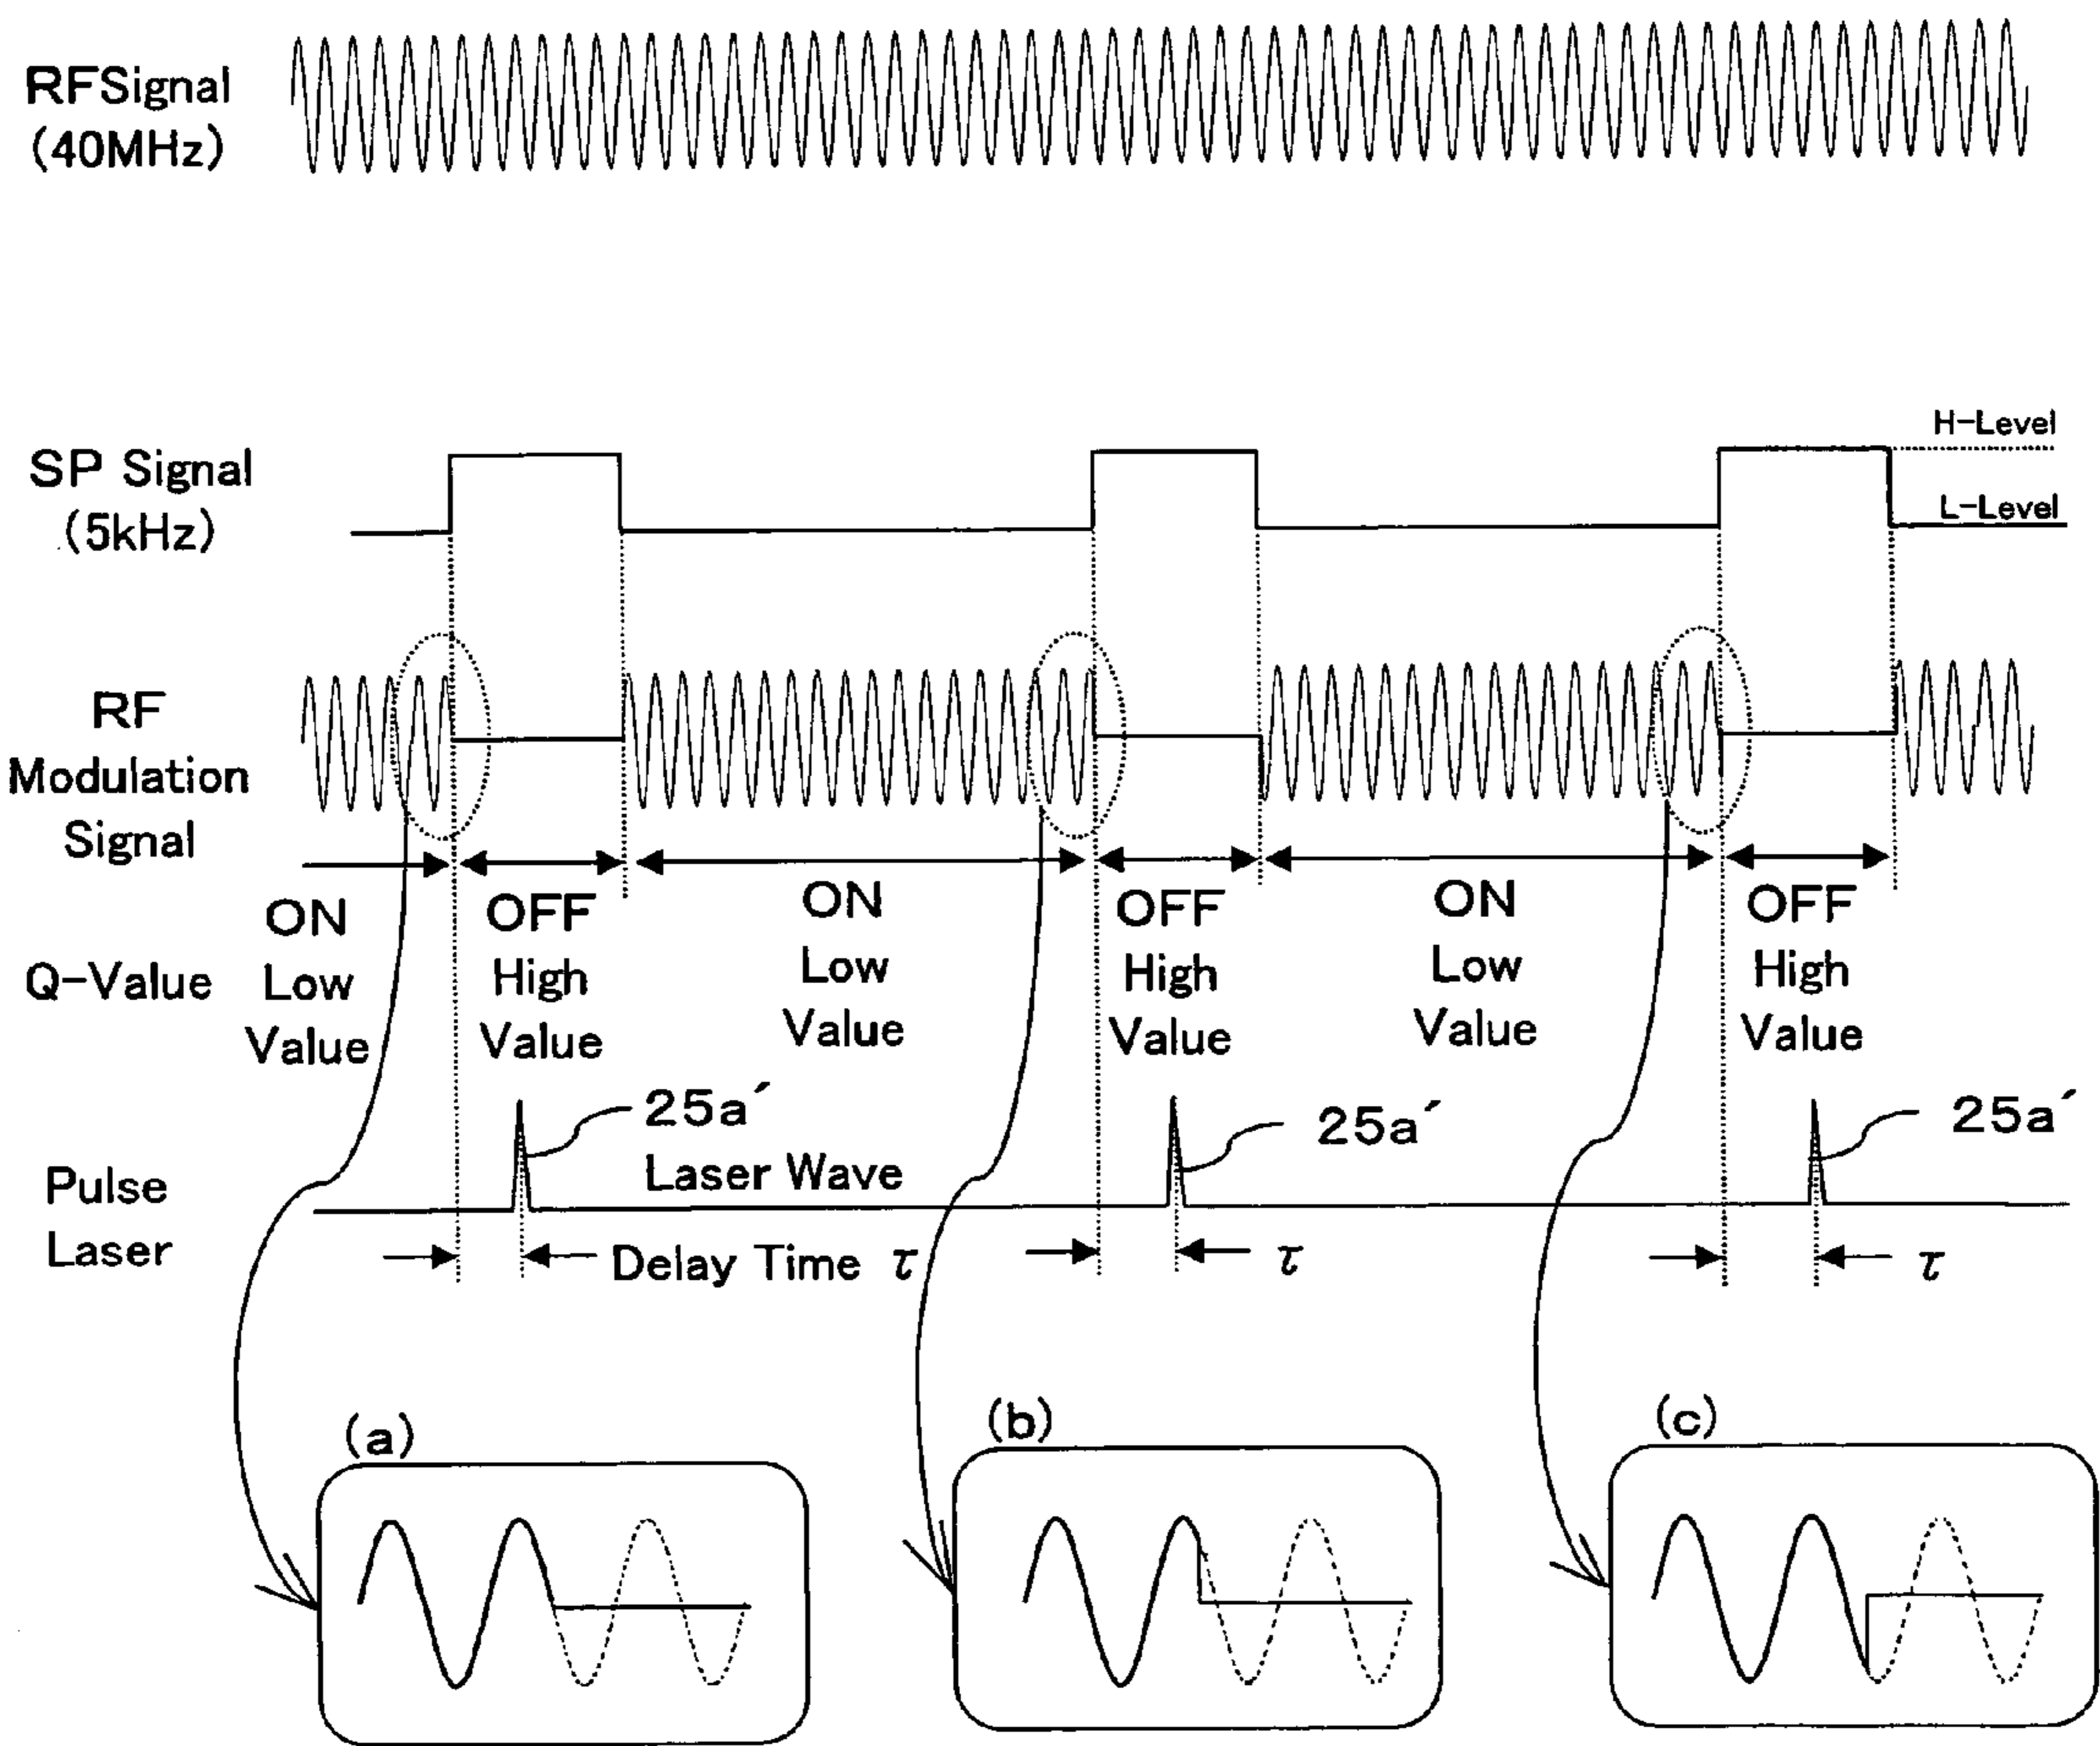 RFSignal
(40MHz)
H-Level
SP Signal
(5kHz)
L-Level
RF
Modulation
Signal
ON OFF ON OFF ON OFF
Q-Value Low High Low High Low High
Value Value Value Value Value Value
25a´ 25a´ 25a´
Laser Wave
Pulse
Laser
Delay Time τ τ τ
(a) (b) (c)